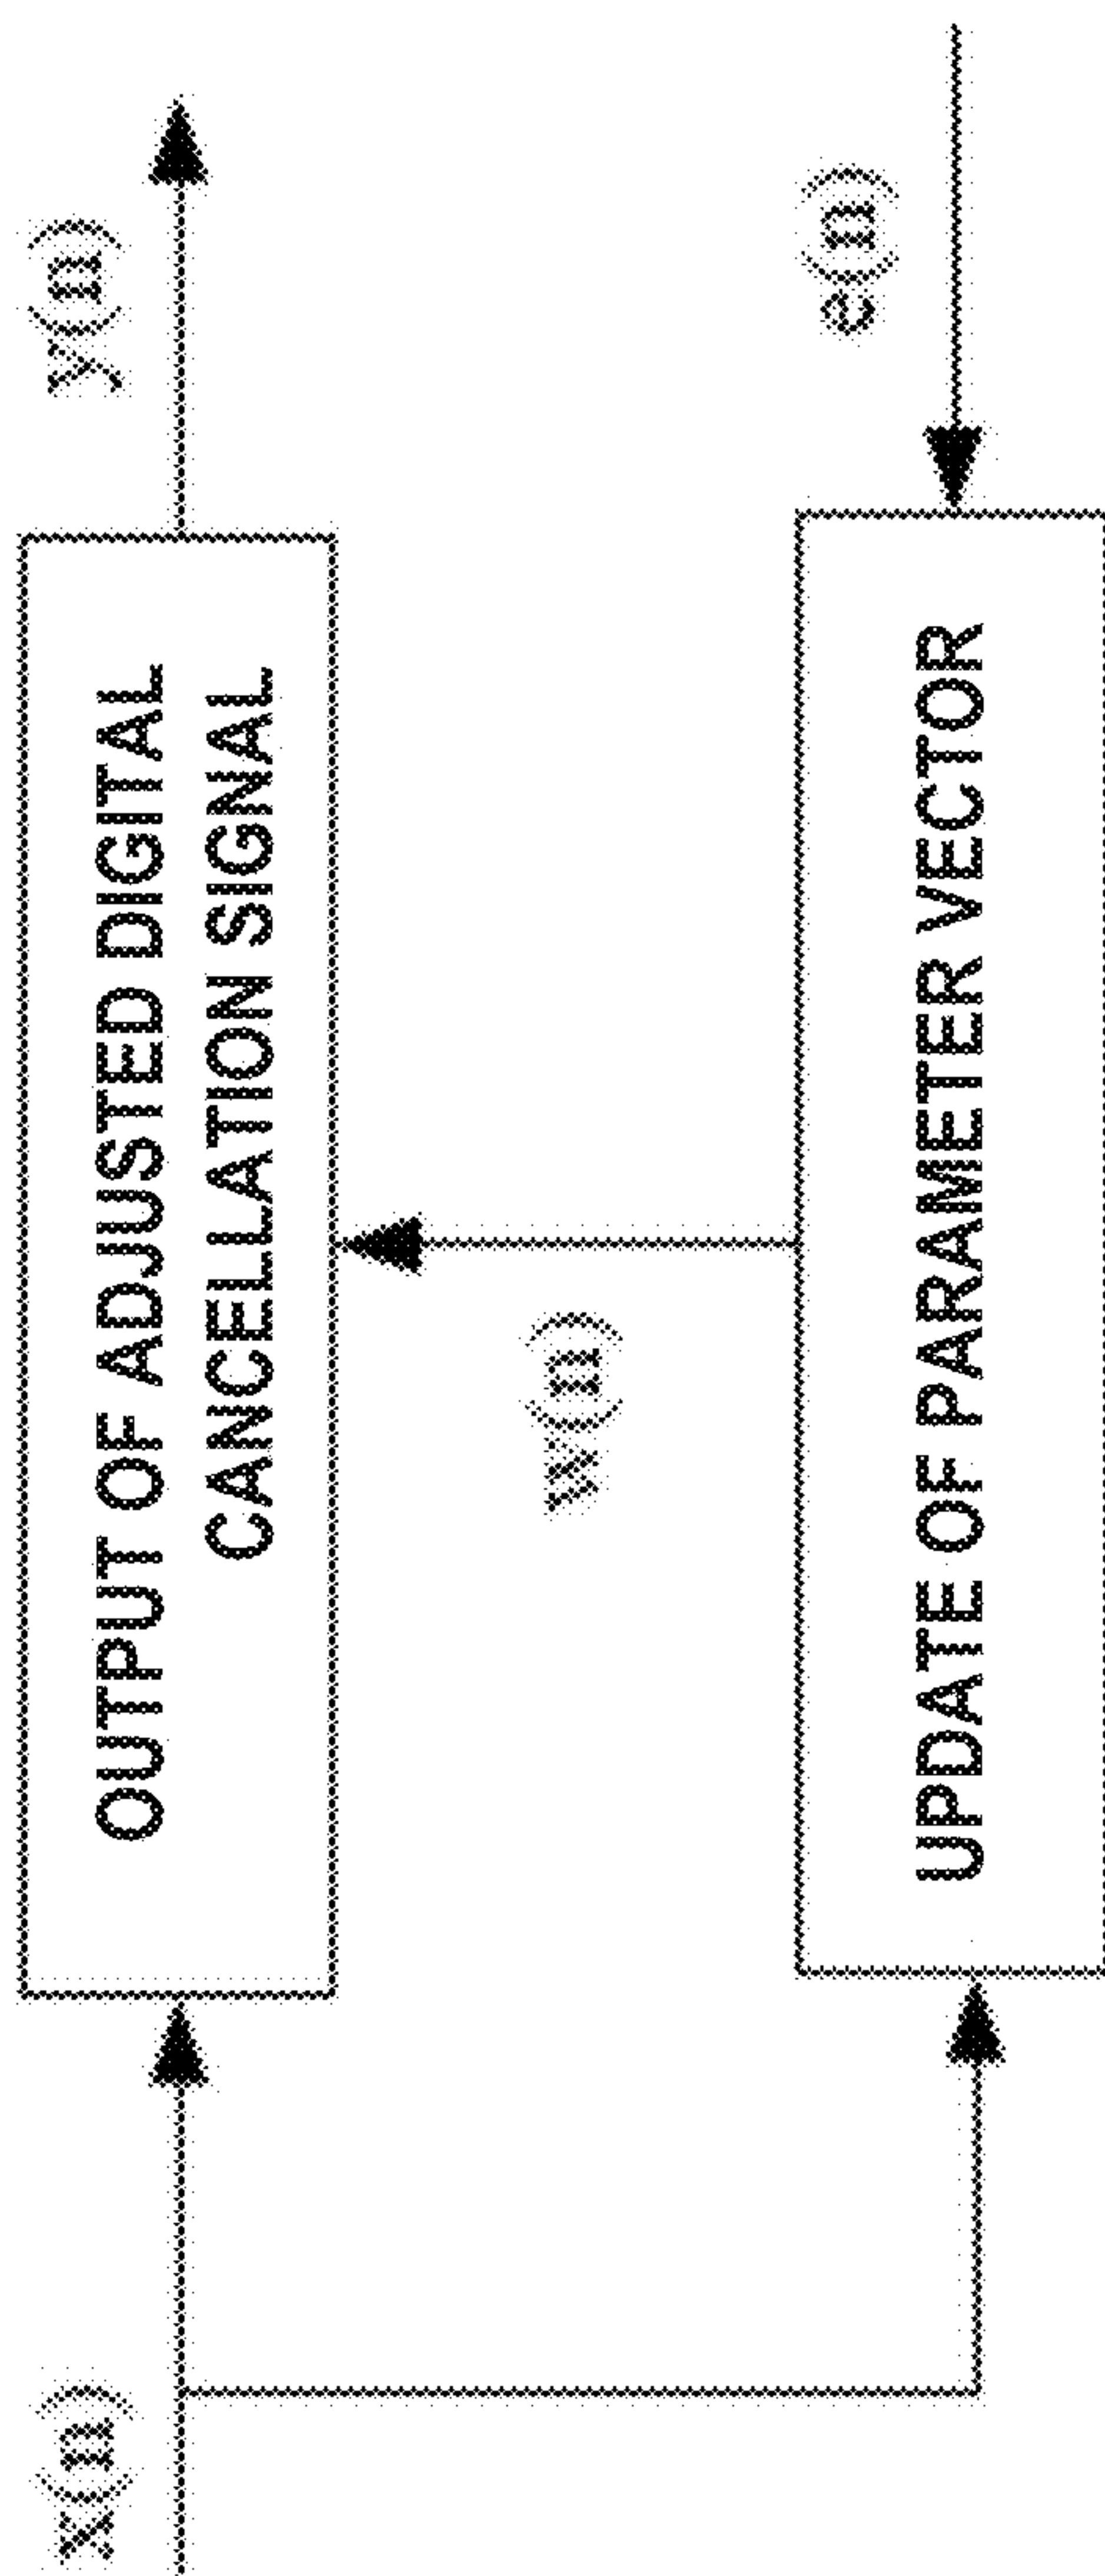 x(n)
OUTPUT OF ADJUSTED DIGITAL
CANCELLATION SIGNAL
y(n)
w(n)
UPDATE OF PARAMETER VECTOR
e(n)